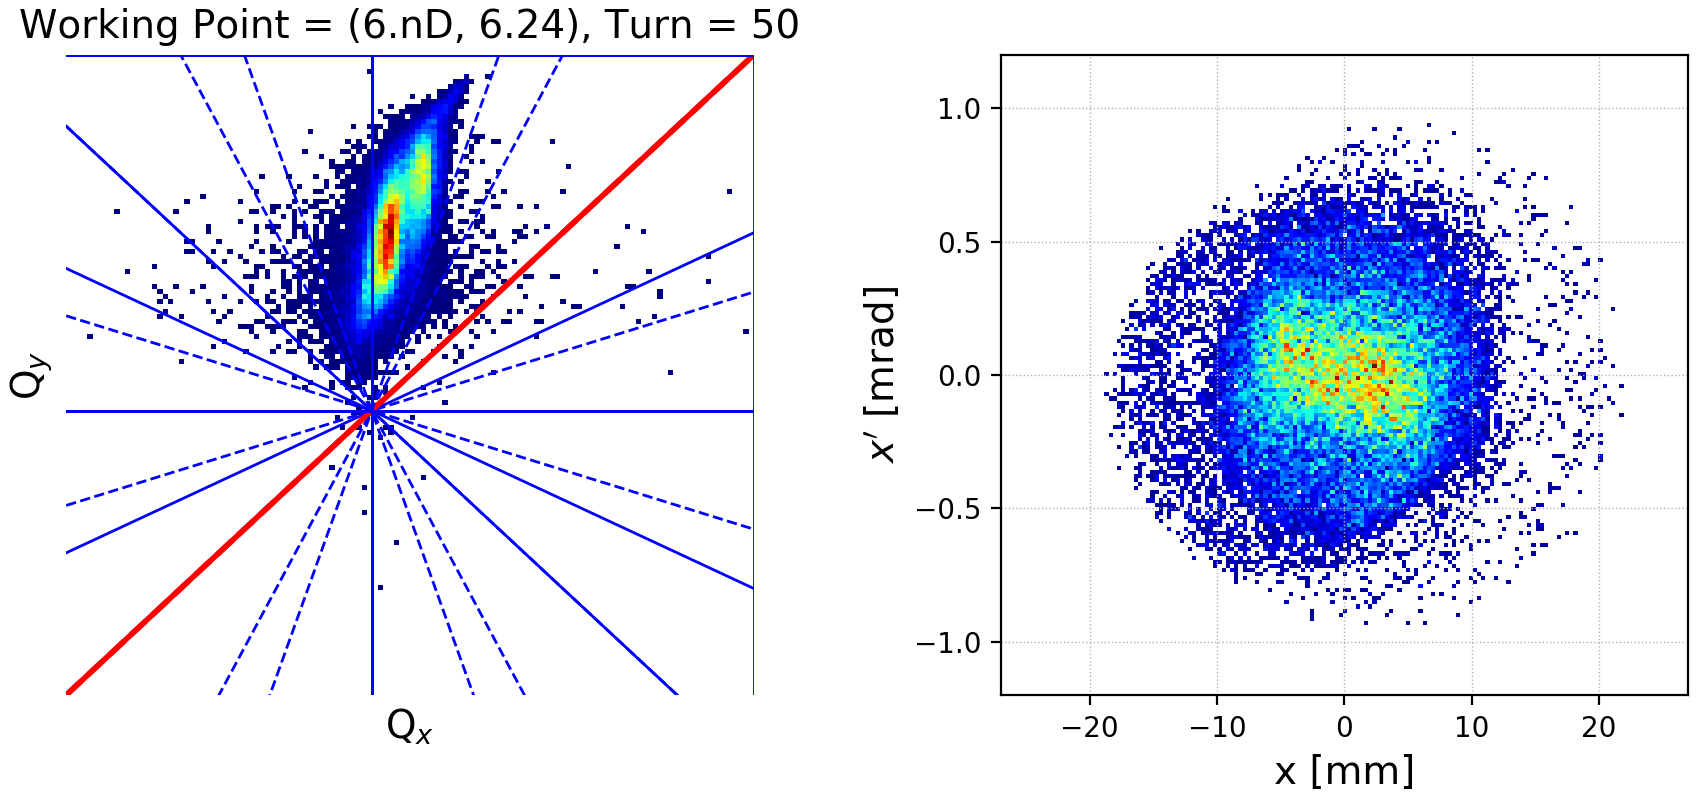 Working Point = (6.nD, 6.24), Turn = 50
Qy
Qx
1.0
0.5
0.0
−0.5
−1.0
x′ [mrad]
−20
−10
0
10
20
x [mm]